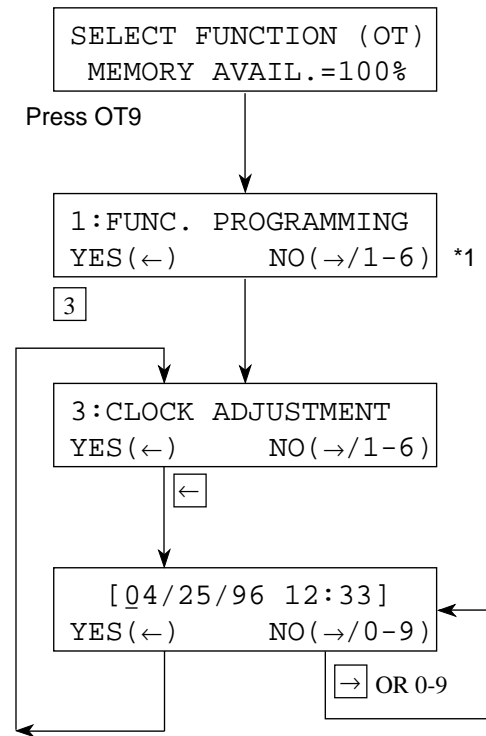 SELECT FUNCTION (OT)
MEMORY AVAIL.=100%
Press OT9
1:FUNC. PROGRAMMING
YES(←) NO(→/1-6) *1
3
3:CLOCK ADJUSTMENT
YES(←) NO(→/1-6)
←
[04/25/96 12:33]
YES(←) NO(→/0-9)
→ OR 0-9